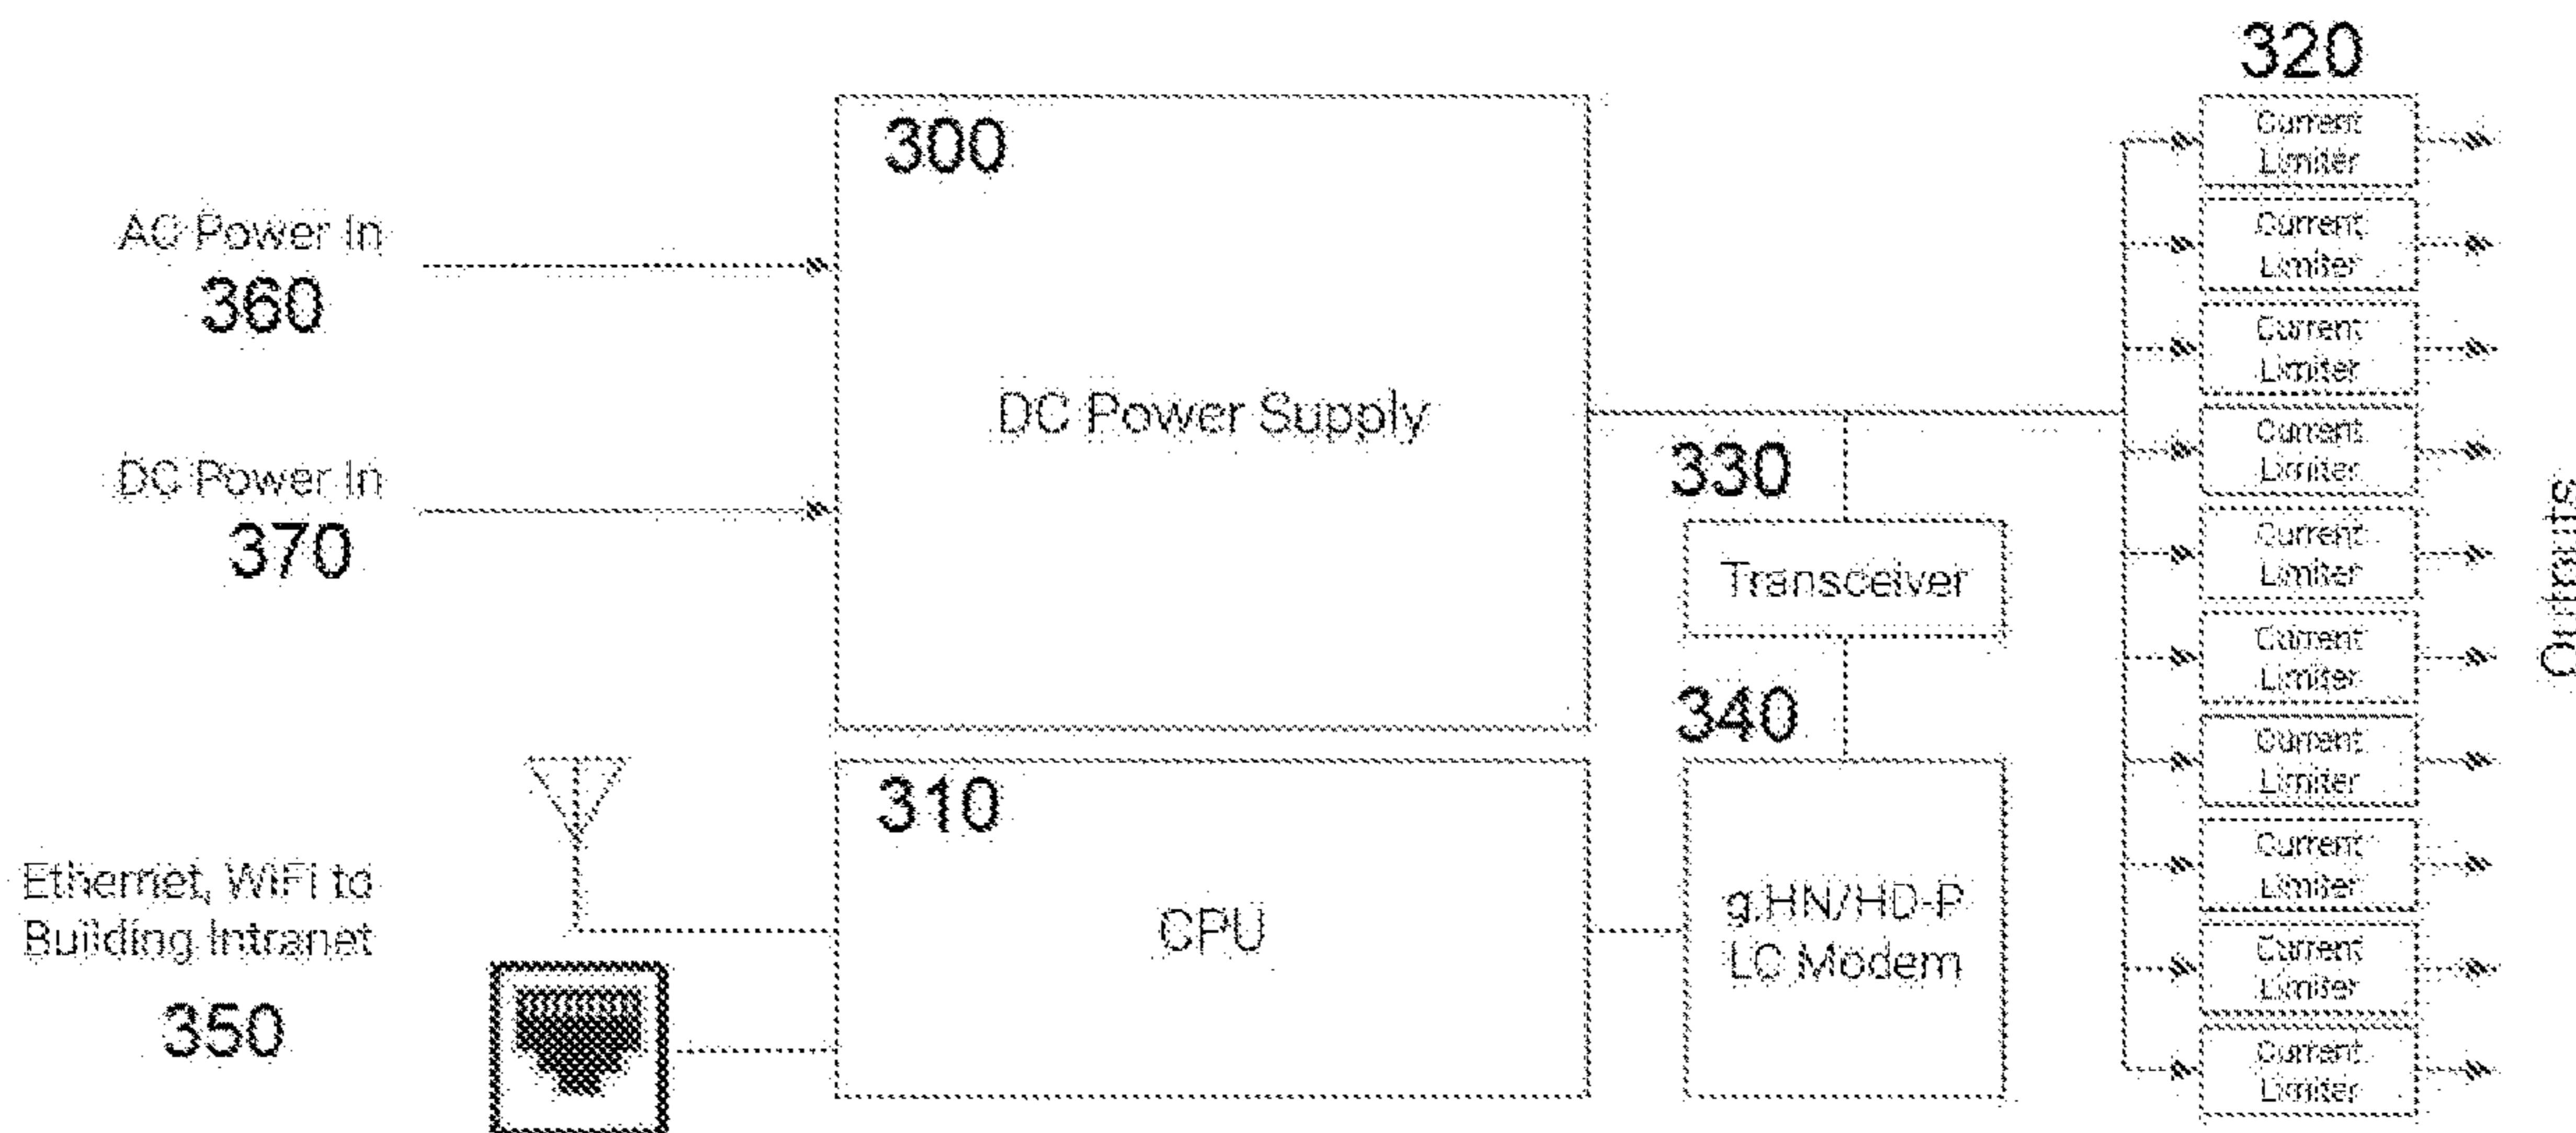 320
300
AC Power In
360
DC Power Supply
DC Power In
370
330
Transceiver
340
310
Ethernet, WiFi to
Building Intranet
350
CPU
g.HN/HD-P
LC Modem
Current
Limiter
Current
Limiter
Current
Limiter
Current
Limiter
Current
Limiter
Current
Limiter
Current
Limiter
Current
Limiter
Current
Limiter
Current
Limiter
Outputs